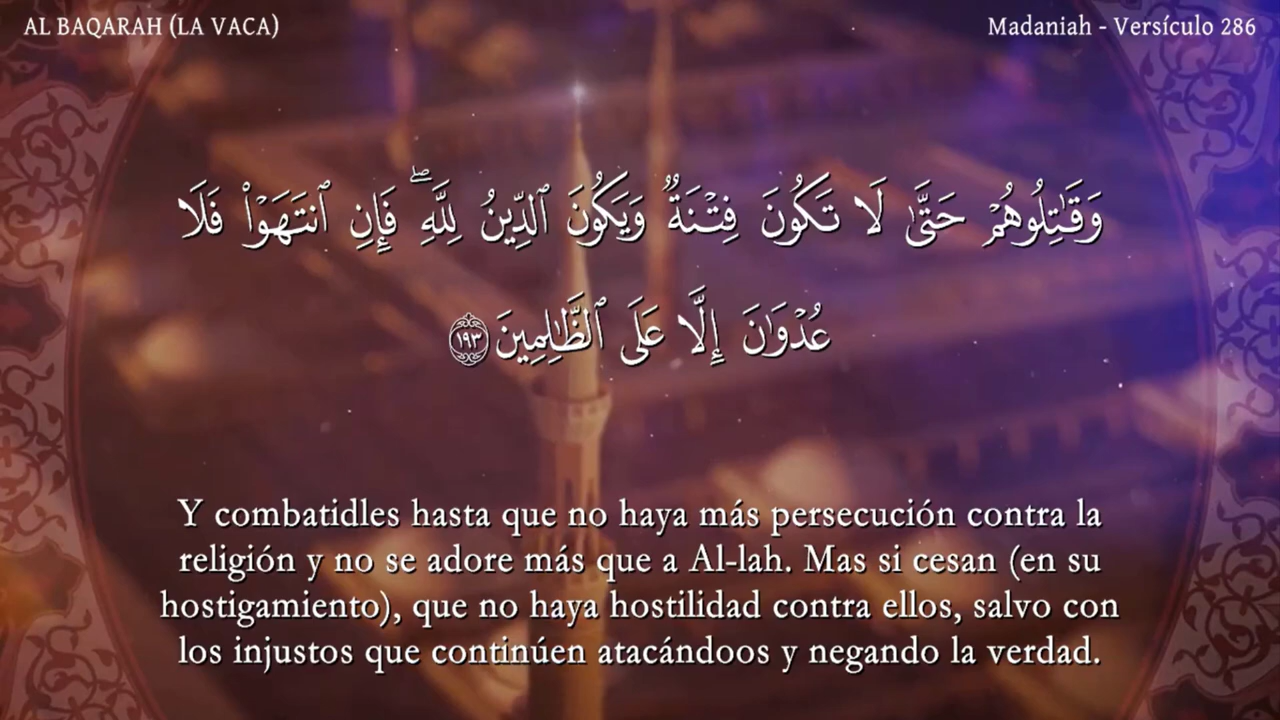 AL BAQARAH (LA VACA)
Madaniah - Versículo 286
وَقَـٰتِلُوهُمْ حَتَّىٰ لَا تَكُونَ فِتْنَةٌ وَيَكُونَ ٱلدِّينُ لِلَّهِ ۖ فَإِنِ ٱنتَهَوْا۟ فَلَا
عُدْوَٰنَ إِلَّا عَلَى ٱلظَّـٰلِمِينَ ١٩٣
Y combatidles hasta que no haya más persecución contra la
religión y no se adore más que a Al-lah. Mas si cesan (en su
hostigamiento), que no haya hostilidad contra ellos, salvo con
los injustos que continúen atacándoos y negando la verdad.